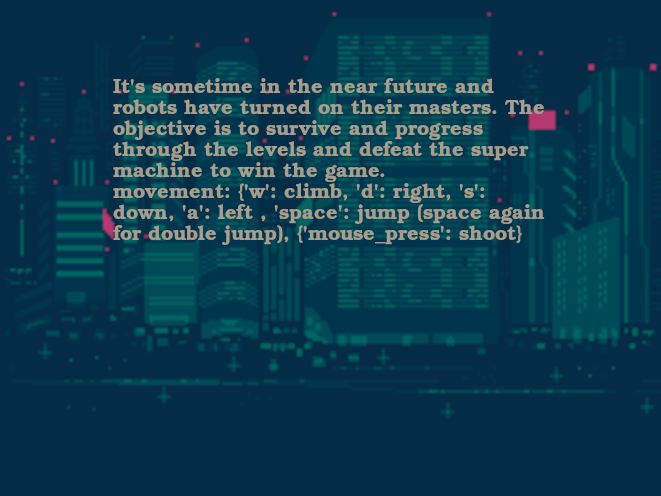 It's sometime in the near future and
robots have turned on their masters. The
objective is to survive and progress
through the levels and defeat the super
machine to win the game.
movement: {'w': climb, 'd': right, 's':
down, 'a': left , 'space': jump (space again
for double jump), {'mouse_press': shoot}